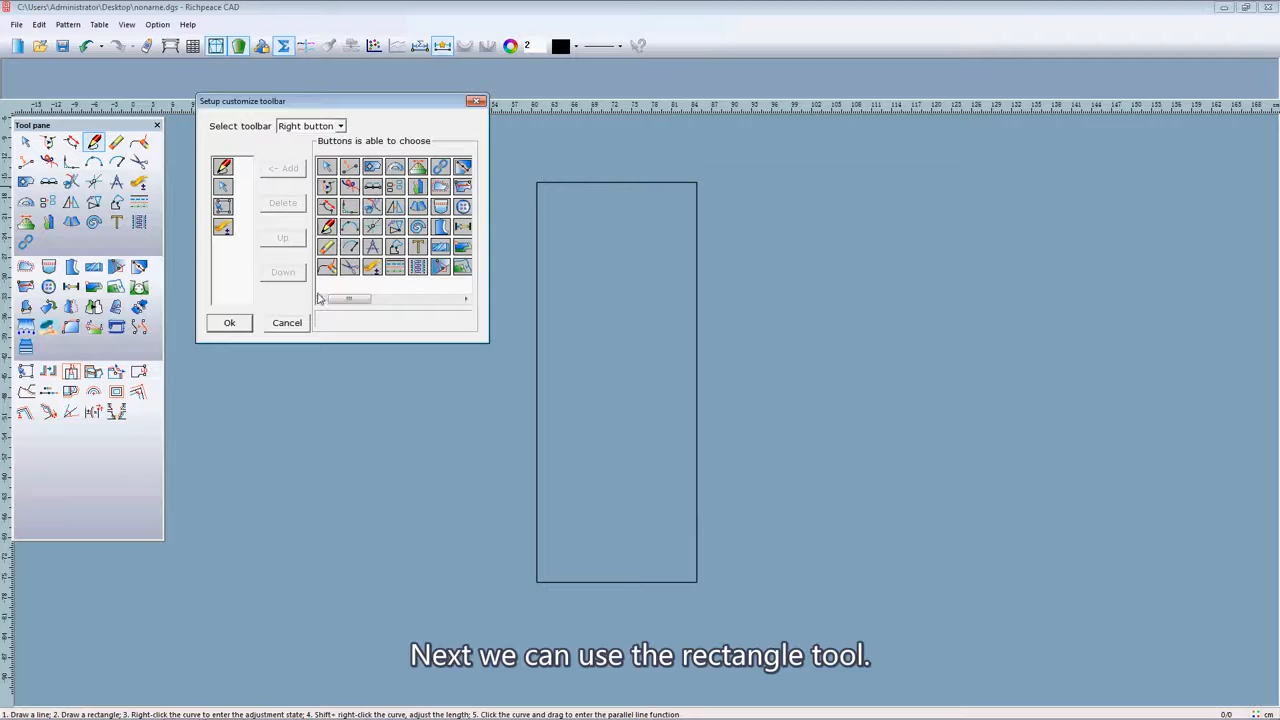 C:\Users\Administrator\Desktop\noname.dgs - Richpeace CAD
File Edit Pattern Table View Option Help
2
Tool pane
Setup customize toolbar
Select toolbar Right button
Buttons is able to choose
<- Add
Delete
Up
Down
Ok Cancel
Next we can use the rectangle tool.
1. Draw a line; 2. Draw a rectangle; 3. Right-click the curve to enter the adjustment state; 4. Shift+ right-click the curve, adjust the length; 5. Click the curve and drag to enter the parallel line function 0/0 cm